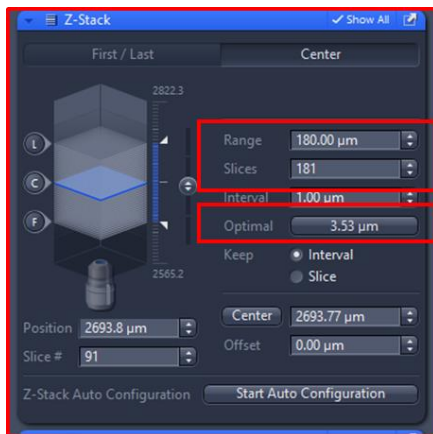 Z-Stack ✓ Show All
First / Last Center
2822.3
L
C
F
2565.2
Range 180.00 µm
Slices 181
Interval 1.00 µm
Optimal 3.53 µm
Keep Interval
Slice
Center 2693.77 µm
Offset 0.00 µm
Position 2693.8 µm
Slice # 91
Z-Stack Auto Configuration Start Auto Configuration